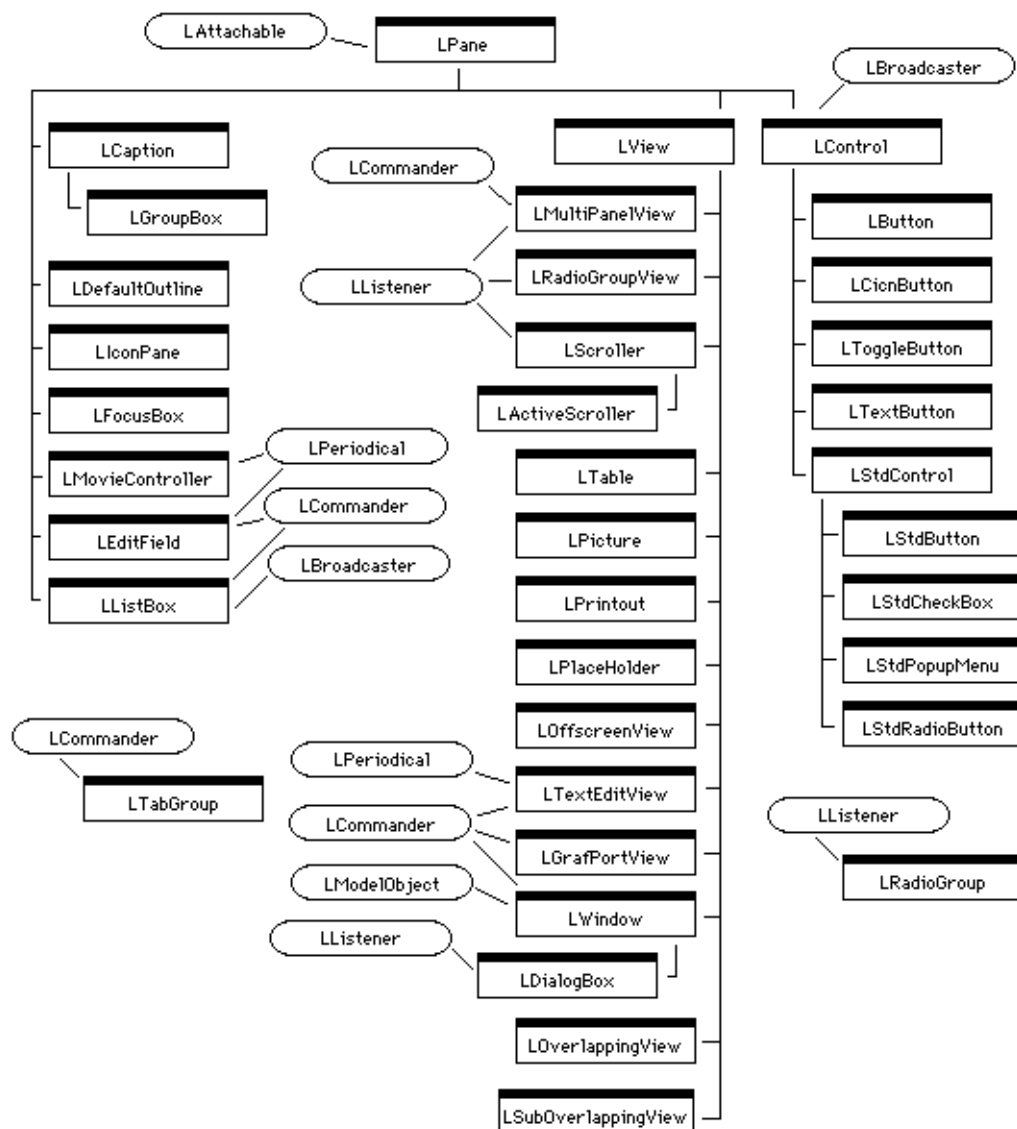 LAttachable
LPane
LBroadcaster
LCaption
LGroupBox
LDefaultOutline
LIconPane
LFocusBox
LMovieController
LEditField
LListBox
LPeriodical
LCommander
LBroadcaster
LCommander
LTabGroup
LView
LCommander
LMultiPanelView
LListener
LRadioGroupView
LScroller
LActiveScroller
LTable
LPicture
LPrintout
LPlaceHolder
LOffscreenView
LPeriodical
LTextEditView
LCommander
LGrafPortView
LModelObject
LWindow
LListener
LDialogBox
LOverlappingView
LSubOverlappingView
LControl
LButton
LCicnButton
LToggleButton
LTextButton
LStdControl
LStdButton
LStdCheckBox
LStdPopupMenu
LStdRadioButton
LListener
LRadioGroup